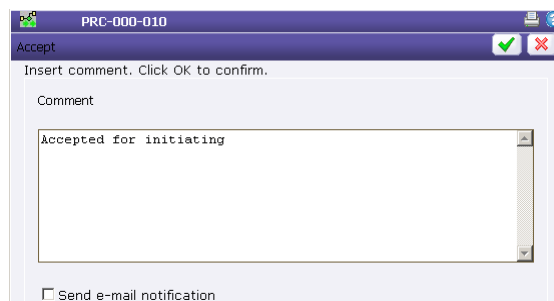 PRC-000-010
Accept
Insert comment. Click OK to confirm.
Comment
Accepted for initiating
Send e-mail notification